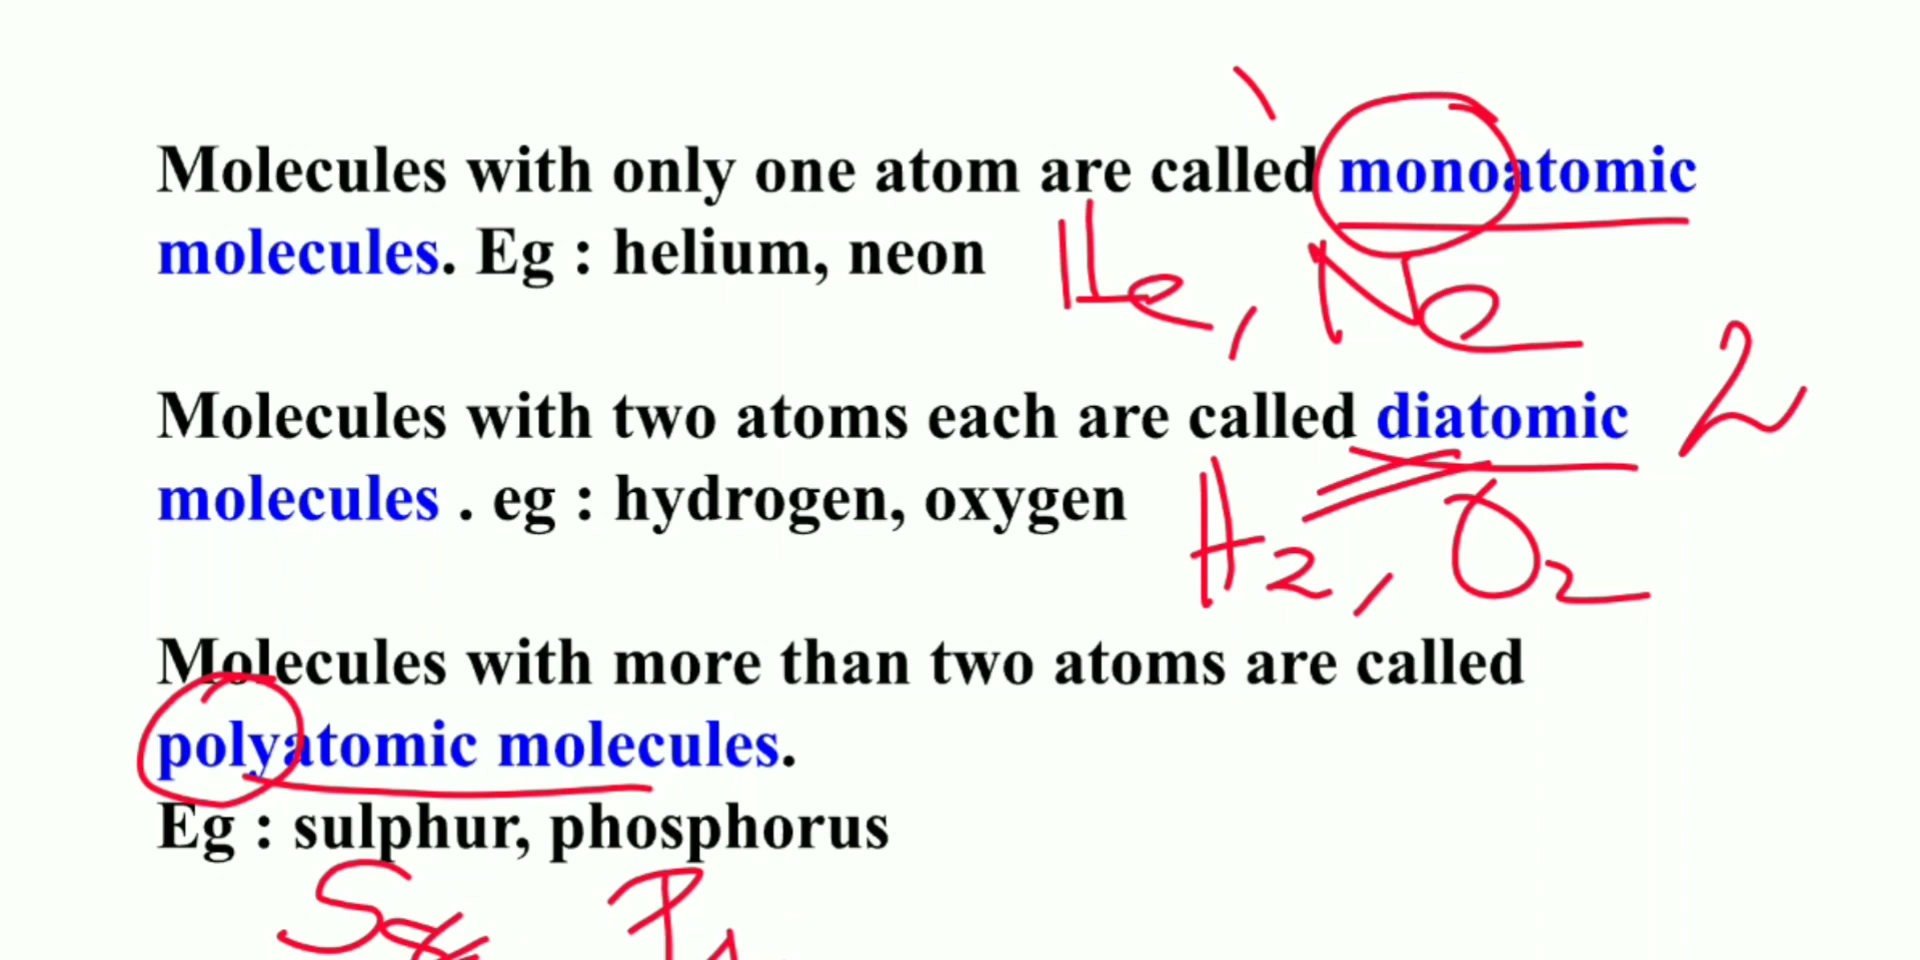 Molecules with only one atom are called monoatomic
molecules. Eg : helium, neon
He, Ne
Molecules with two atoms each are called diatomic 2
molecules . eg : hydrogen, oxygen
H2, O2
Molecules with more than two atoms are called
polyatomic molecules.
Eg : sulphur, phosphorus
S P